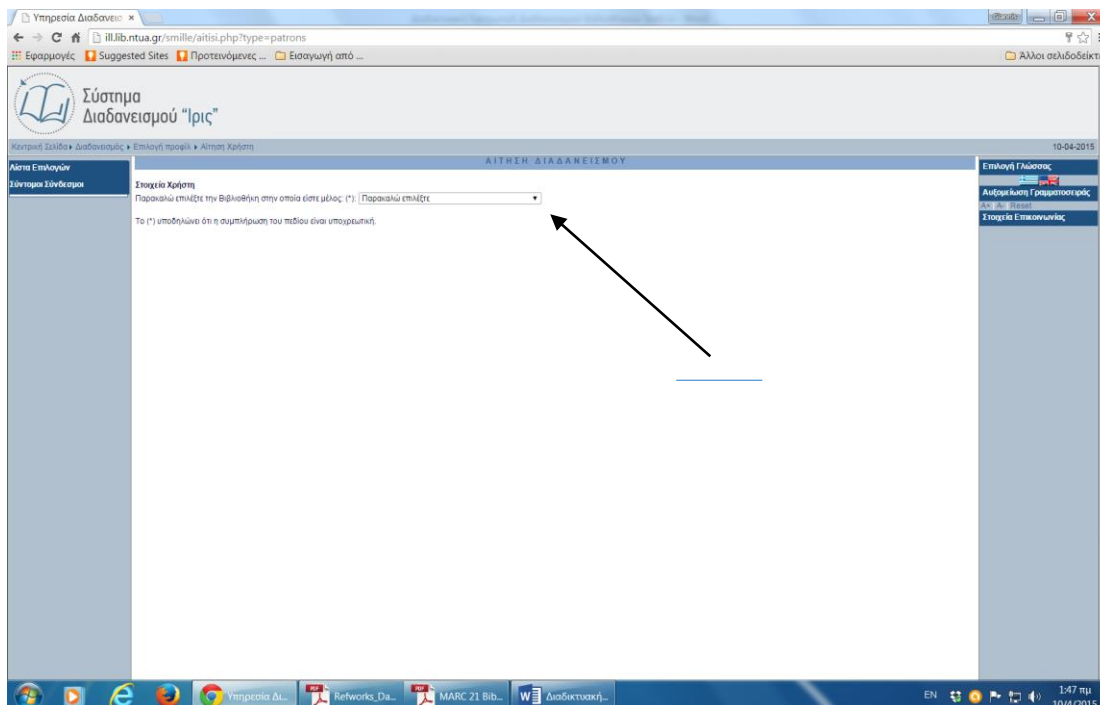 Υπηρεσία Διαδανεισ ×
Giannis
ill.lib.ntua.gr/smille/aitisi.php?type=patrons
Εφαρμογές Suggested Sites Προτεινόμενες ... Εισαγωγή από ... Άλλοι σελιδοδείκτ
Σύστημα
Διαδανεισμού “Ιρις”
Κεντρική Σελίδα Διαδανεισμός Επιλογή προφίλ Αίτηση Χρήστη 10-04-2015
ΑΙΤΗΣΗ ΔΙΑΔΑΝΕΙΣΜΟΥ
Λίστα Επιλογών
Σύντομοι Σύνδεσμοι
Στοιχεία Χρήστη
Παρακαλώ επιλέξτε την Βιβλιοθήκη στην οποία είστε μέλος: (*): Παρακαλώ επιλέξτε
Το (*) υποδηλώνει ότι η συμπλήρωση του πεδίου είναι υποχρεωτική.
Επιλογή Γλώσσας
Αυξομείωση Γραμματοσειράς
A+ A- Reset
Στοιχεία Επικοινωνίας
Υπηρεσία Δι... Refworks_Da... MARC 21 Bib... Διαδικτυακή...
EN 1:47 πμ
10/4/2015